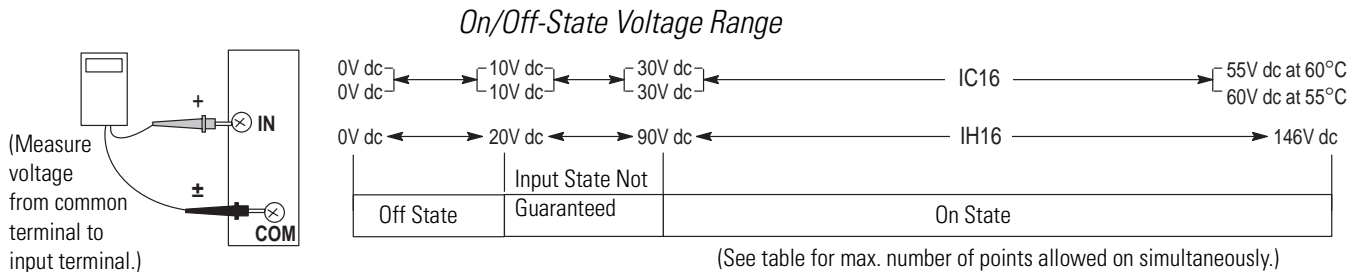 On/Off-State Voltage Range
0V dc 10V dc 30V dc IC16 55V dc at 60°C
0V dc 10V dc 30V dc 60V dc at 55°C
0V dc 20V dc 90V dc IH16 146V dc
+
IN
±
COM
(Measure
voltage
from common
terminal to
input terminal.)
Off State
Input State Not
Guaranteed
On State
(See table for max. number of points allowed on simultaneously.)